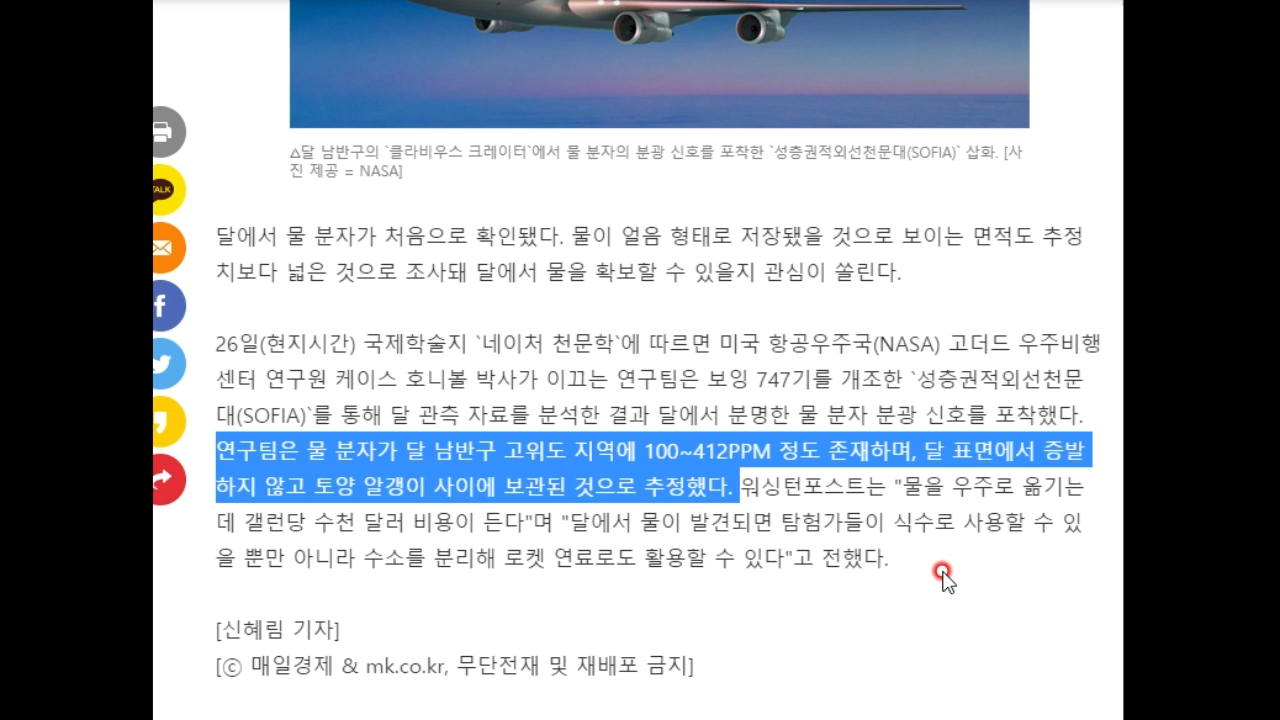 △달 남반구의 `클라비우스 크레이터`에서 물 분자의 분광 신호를 포착한 `성층권적외선천문대(SOFIA)` 삽화. [사
진 제공 = NASA]
TALK
달에서 물 분자가 처음으로 확인됐다. 물이 얼음 형태로 저장됐을 것으로 보이는 면적도 추정
치보다 넓은 것으로 조사돼 달에서 물을 확보할 수 있을지 관심이 쏠린다.
26일(현지시간) 국제학술지 `네이처 천문학`에 따르면 미국 항공우주국(NASA) 고더드 우주비행
센터 연구원 케이스 호니볼 박사가 이끄는 연구팀은 보잉 747기를 개조한 `성층권적외선천문
대(SOFIA)`를 통해 달 관측 자료를 분석한 결과 달에서 분명한 물 분자 분광 신호를 포착했다.
연구팀은 물 분자가 달 남반구 고위도 지역에 100~412PPM 정도 존재하며, 달 표면에서 증발
하지 않고 토양 알갱이 사이에 보관된 것으로 추정했다. 워싱턴포스트는 "물을 우주로 옮기는
데 갤런당 수천 달러 비용이 든다"며 "달에서 물이 발견되면 탐험가들이 식수로 사용할 수 있
을 뿐만 아니라 수소를 분리해 로켓 연료로도 활용할 수 있다"고 전했다.
[신혜림 기자]
[ⓒ 매일경제 & mk.co.kr, 무단전재 및 재배포 금지]